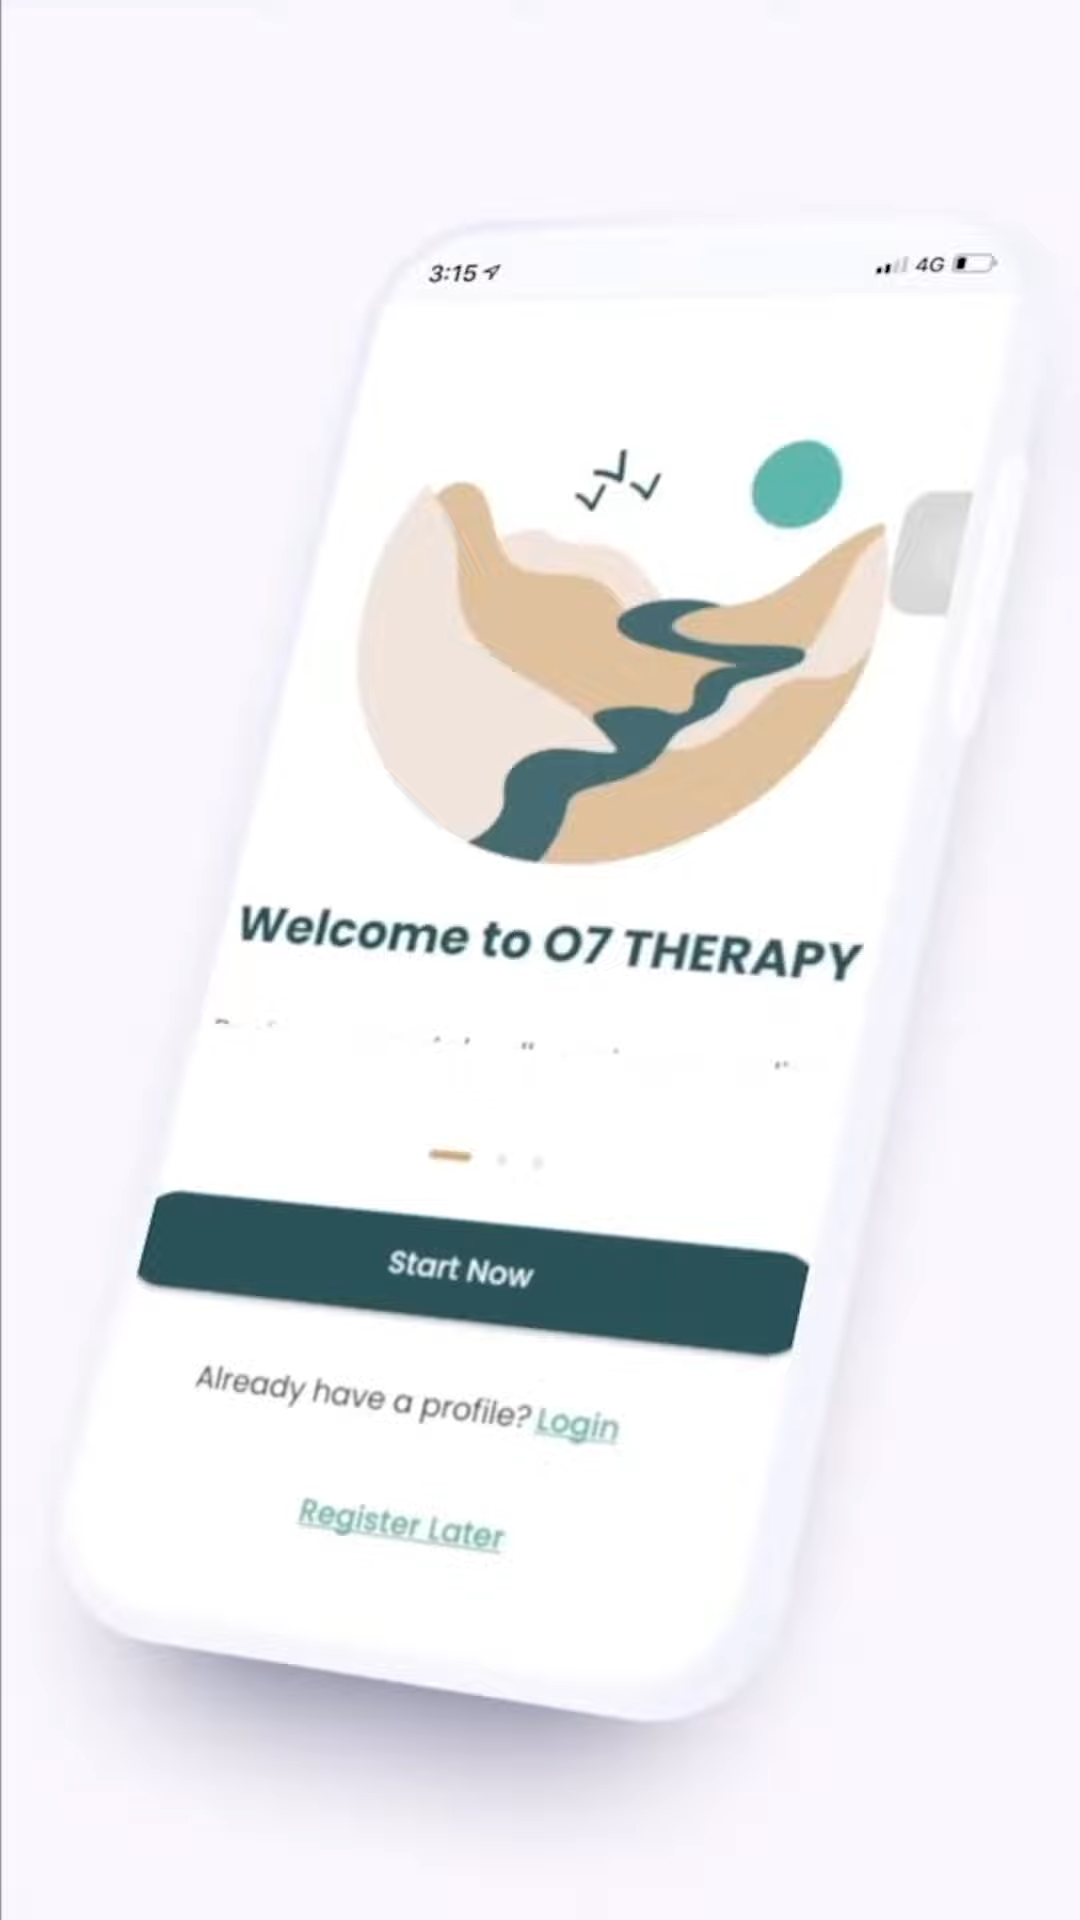 3:15
4G
Welcome to O7 THERAPY
Start Now
Already have a profile? Login
Register Later